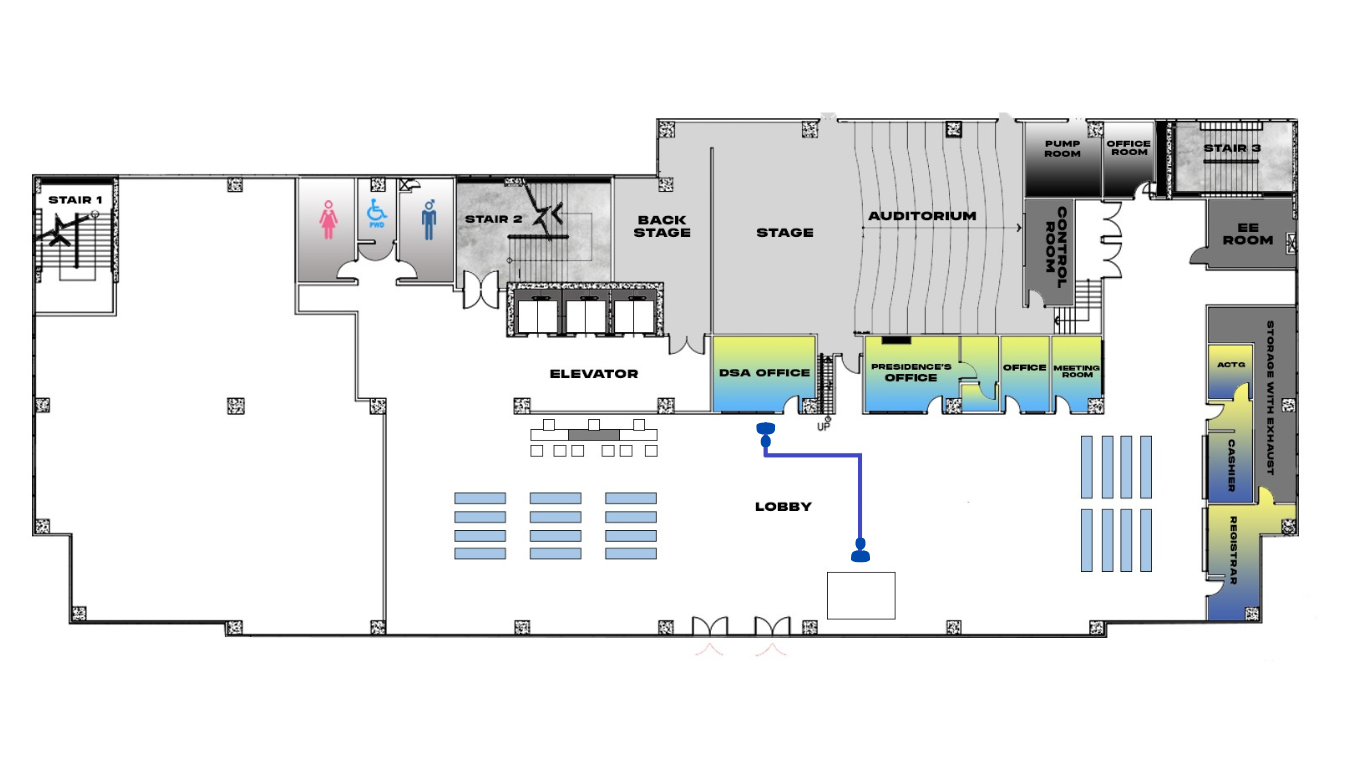 STAIR 1
PWD
STAIR 2
BACK
STAGE
STAGE
AUDITORIUM
PUMP
ROOM
OFFICE
ROOM
STAIR 3
CONTROL
ROOM
EE
ROOM
ELEVATOR
DSA OFFICE
UP
PRESIDENCE'S
OFFICE
OFFICE
MEETING
ROOM
ACTG
STORAGE WITH EXHAUST
CASHIER
LOBBY
REGISTRAR